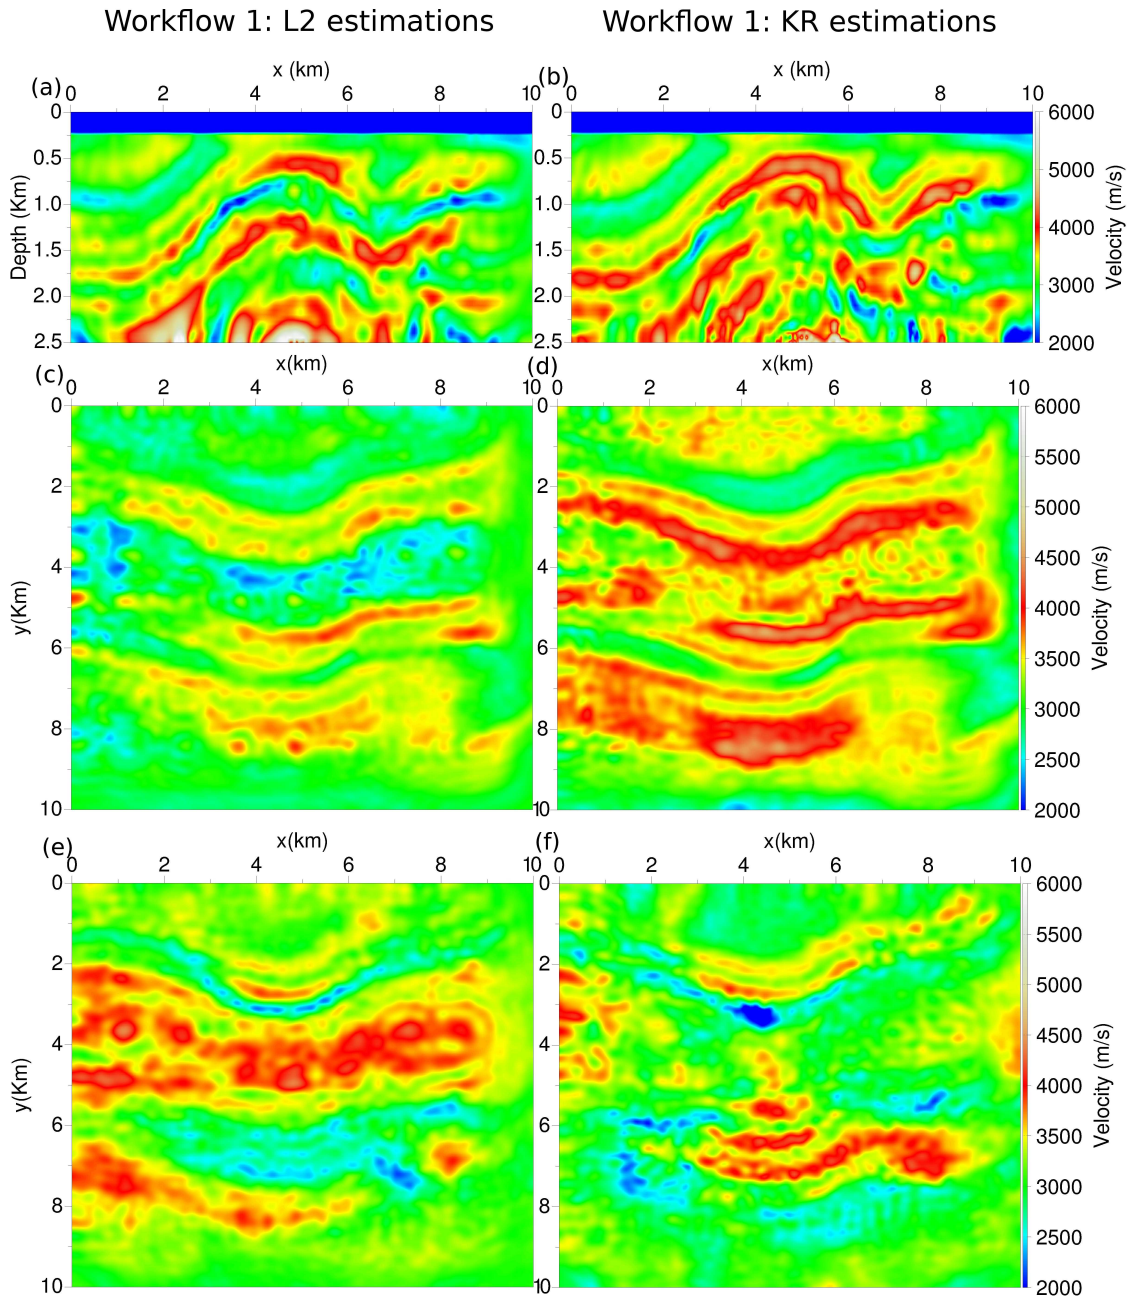 Workflow 1: L2 estimations
Workflow 1: KR estimations
(a)
x (km)
0 2 4 6 8 10
Depth (Km)
0
0.5
1.0
1.5
2.0
2.5
(b)
x (km)
0 2 4 6 8 10
0
0.5
1.0
1.5
2.0
2.5
6000
5000
4000
3000
2000
Velocity (m/s)
(c)
x(km)
0 2 4 6 8 10
y(Km)
0
2
4
6
8
10
(d)
x(km)
0 2 4 6 8 10
0
2
4
6
8
10
6000
5500
5000
4500
4000
3500
3000
2500
2000
Velocity (m/s)
(e)
x(km)
0 2 4 6 8 10
y(Km)
0
2
4
6
8
10
(f)
x(km)
0 2 4 6 8 10
0
2
4
6
8
10
6000
5500
5000
4500
4000
3500
3000
2500
2000
Velocity (m/s)